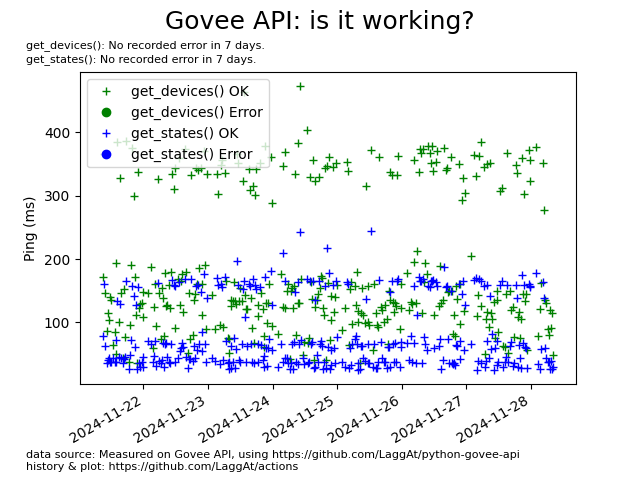 Govee API: is it working?
get_devices(): No recorded error in 7 days.
get_states(): No recorded error in 7 days.
get_devices() OK
get_devices() Error
get_states() OK
get_states() Error
Ping (ms)
400
300
200
100
2024-11-22
2024-11-23
2024-11-24
2024-11-25
2024-11-26
2024-11-27
2024-11-28
data source: Measured on Govee API, using https://github.com/LaggAt/python-govee-api
history & plot: https://github.com/LaggAt/actions